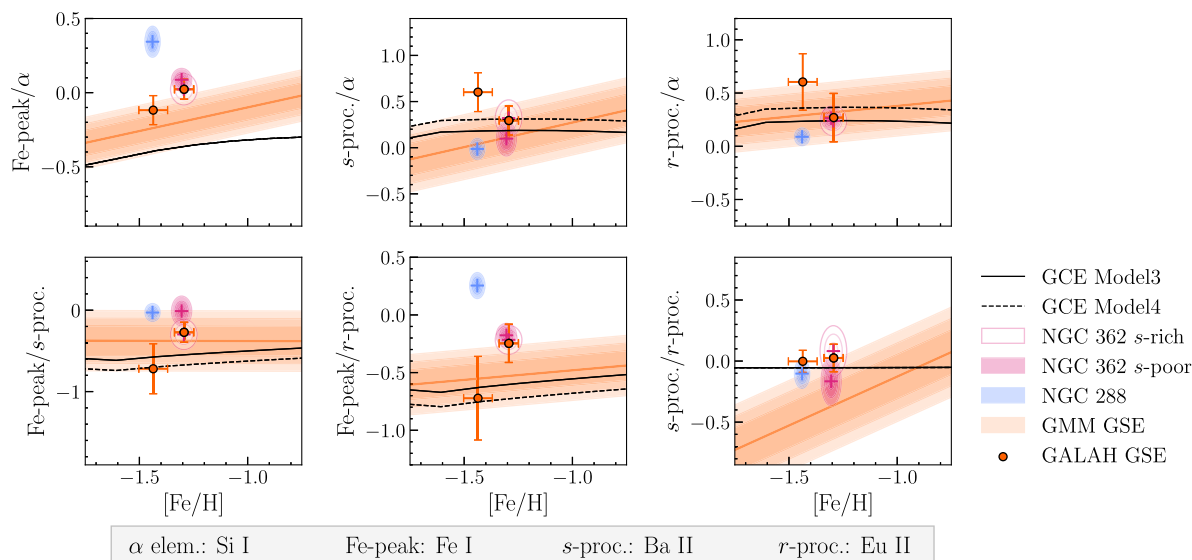 0.5
0.0
−0.5
Fe-peak/α
1.0
0.5
0.0
−0.5
s-proc./α
1.0
0.5
0.0
−0.5
r-proc./α
0
−1
Fe-peak/s-proc.
−1.5
−1.0
[Fe/H]
0.5
0.0
−0.5
−1.0
Fe-peak/r-proc.
−1.5
−1.0
[Fe/H]
0.5
0.0
−0.5
s-proc./r-proc.
−1.5
−1.0
[Fe/H]
GCE Model3
GCE Model4
NGC 362 s-rich
NGC 362 s-poor
NGC 288
GMM GSE
GALAH GSE
α elem.: Si I Fe-peak: Fe I s-proc.: Ba II r-proc.: Eu II